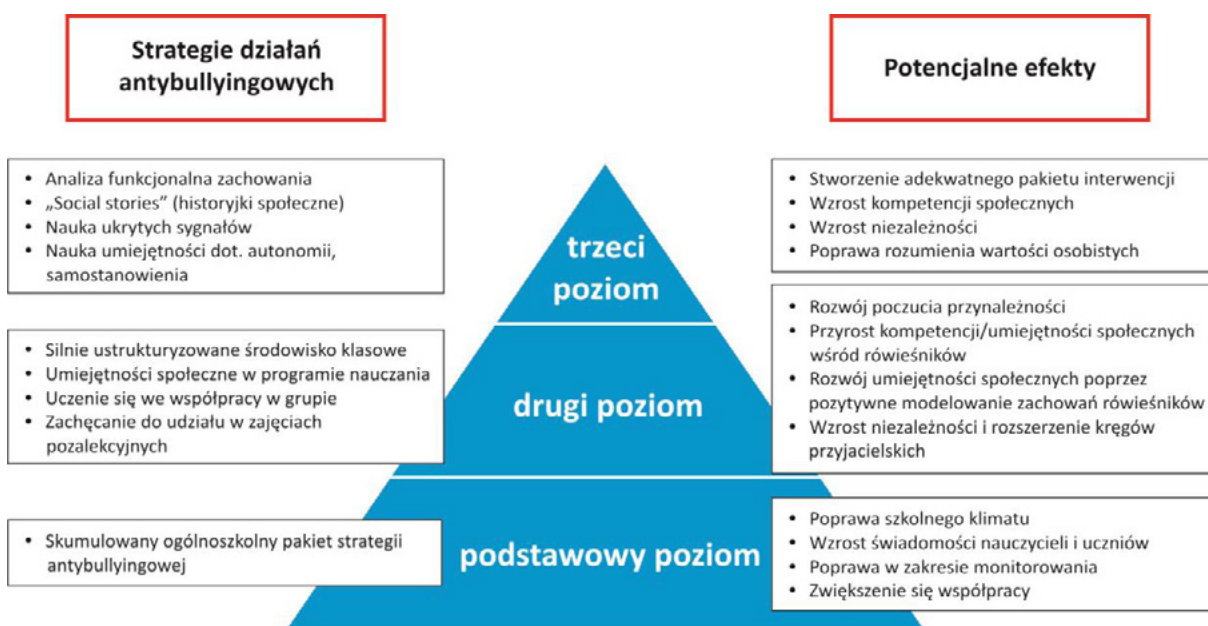 Strategie działań
antybullyingowych
Potencjalne efekty
• Analiza funkcjonalna zachowania
• „Social stories” (historyjki społeczne)
• Nauka ukrytych sygnałów
• Nauka umiejętności dot. autonomii,
samostanowienia
trzeci
poziom
• Stworzenie adekwatnego pakietu interwencji
• Wzrost kompetencji społecznych
• Wzrost niezależności
• Poprawa rozumienia wartości osobistych
• Silnie ustrukturyzowane środowisko klasowe
• Umiejętności społeczne w programie nauczania
• Uczenie się we współpracy w grupie
• Zachęcanie do udziału w zajęciach
pozalekcyjnych
drugi poziom
• Rozwój poczucia przynależności
• Przyrost kompetencji/umiejętności społecznych
wśród rówieśników
• Rozwój umiejętności społecznych poprzez
pozytywne modelowanie zachowań rówieśników
• Wzrost niezależności i rozszerzenie kręgów
przyjacielskich
• Skumulowany ogólnoszkolny pakiet strategii
antybullyingowej
podstawowy poziom
• Poprawa szkolnego klimatu
• Wzrost świadomości nauczycieli i uczniów
• Poprawa w zakresie monitorowania
• Zwiększenie się współpracy